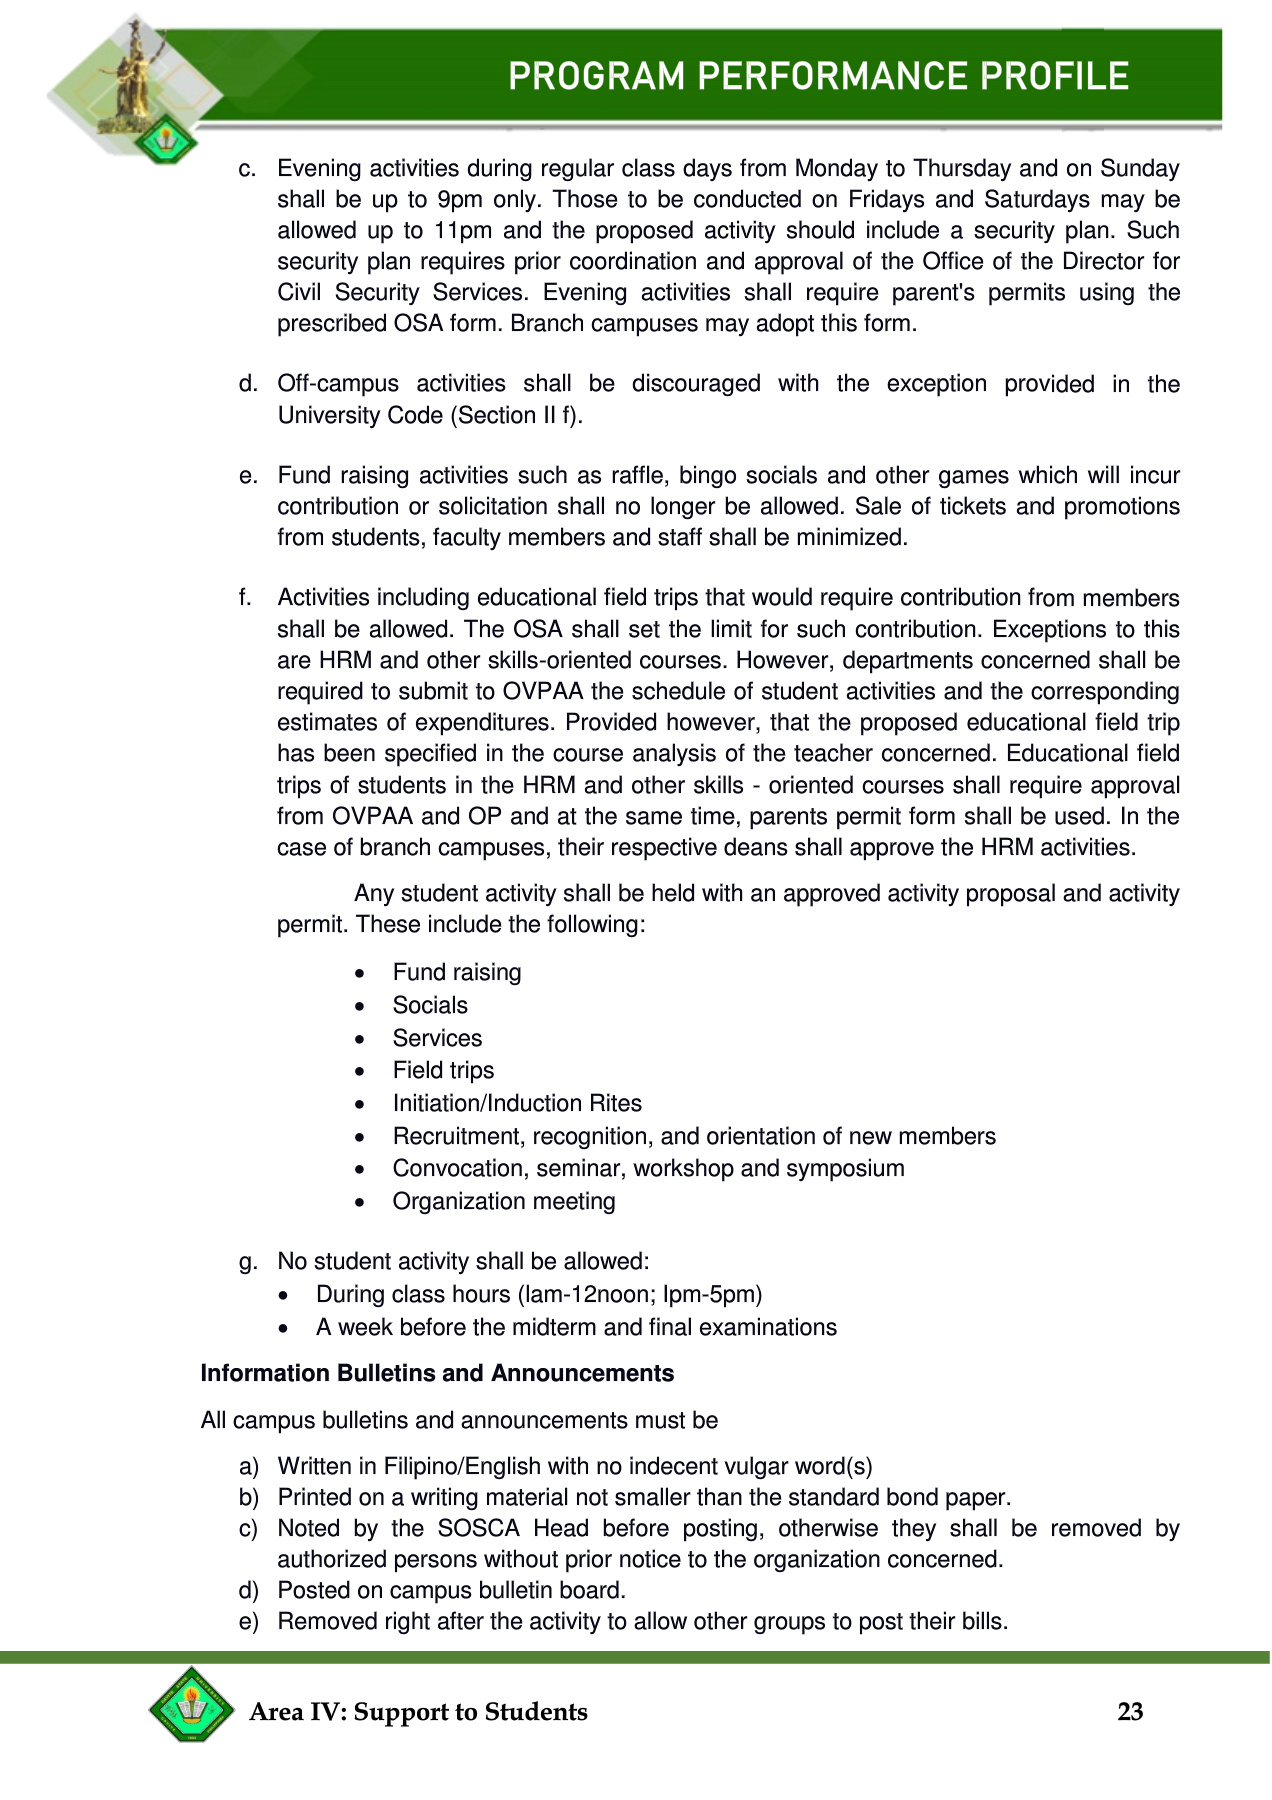 PROGRAM PERFORMANCE PROFILE
c. Evening activities during regular class days from Monday to Thursday and on Sunday
shall be up to 9pm only. Those to be conducted on Fridays and Saturdays may be
allowed up to 11pm and the proposed activity should include a security plan. Such
security plan requires prior coordination and approval of the Office of the Director for
Civil Security Services. Evening activities shall require parent's permits using the
prescribed OSA form. Branch campuses may adopt this form.
d. Off-campus activities shall be discouraged with the exception provided in the
University Code (Section II f).
e. Fund raising activities such as raffle, bingo socials and other games which will incur
contribution or solicitation shall no longer be allowed. Sale of tickets and promotions
from students, faculty members and staff shall be minimized.
f. Activities including educational field trips that would require contribution from members
shall be allowed. The OSA shall set the limit for such contribution. Exceptions to this
are HRM and other skills-oriented courses. However, departments concerned shall be
required to submit to OVPAA the schedule of student activities and the corresponding
estimates of expenditures. Provided however, that the proposed educational field trip
has been specified in the course analysis of the teacher concerned. Educational field
trips of students in the HRM and other skills - oriented courses shall require approval
from OVPAA and OP and at the same time, parents permit form shall be used. In the
case of branch campuses, their respective deans shall approve the HRM activities.
Any student activity shall be held with an approved activity proposal and activity
permit. These include the following:
• Fund raising
• Socials
• Services
• Field trips
• Initiation/Induction Rites
• Recruitment, recognition, and orientation of new members
• Convocation, seminar, workshop and symposium
• Organization meeting
g. No student activity shall be allowed:
• During class hours (lam-12noon; lpm-5pm)
• A week before the midterm and final examinations
Information Bulletins and Announcements
All campus bulletins and announcements must be
a) Written in Filipino/English with no indecent vulgar word(s)
b) Printed on a writing material not smaller than the standard bond paper.
c) Noted by the SOSCA Head before posting, otherwise they shall be removed by
authorized persons without prior notice to the organization concerned.
d) Posted on campus bulletin board.
e) Removed right after the activity to allow other groups to post their bills.
Area IV: Support to Students 23